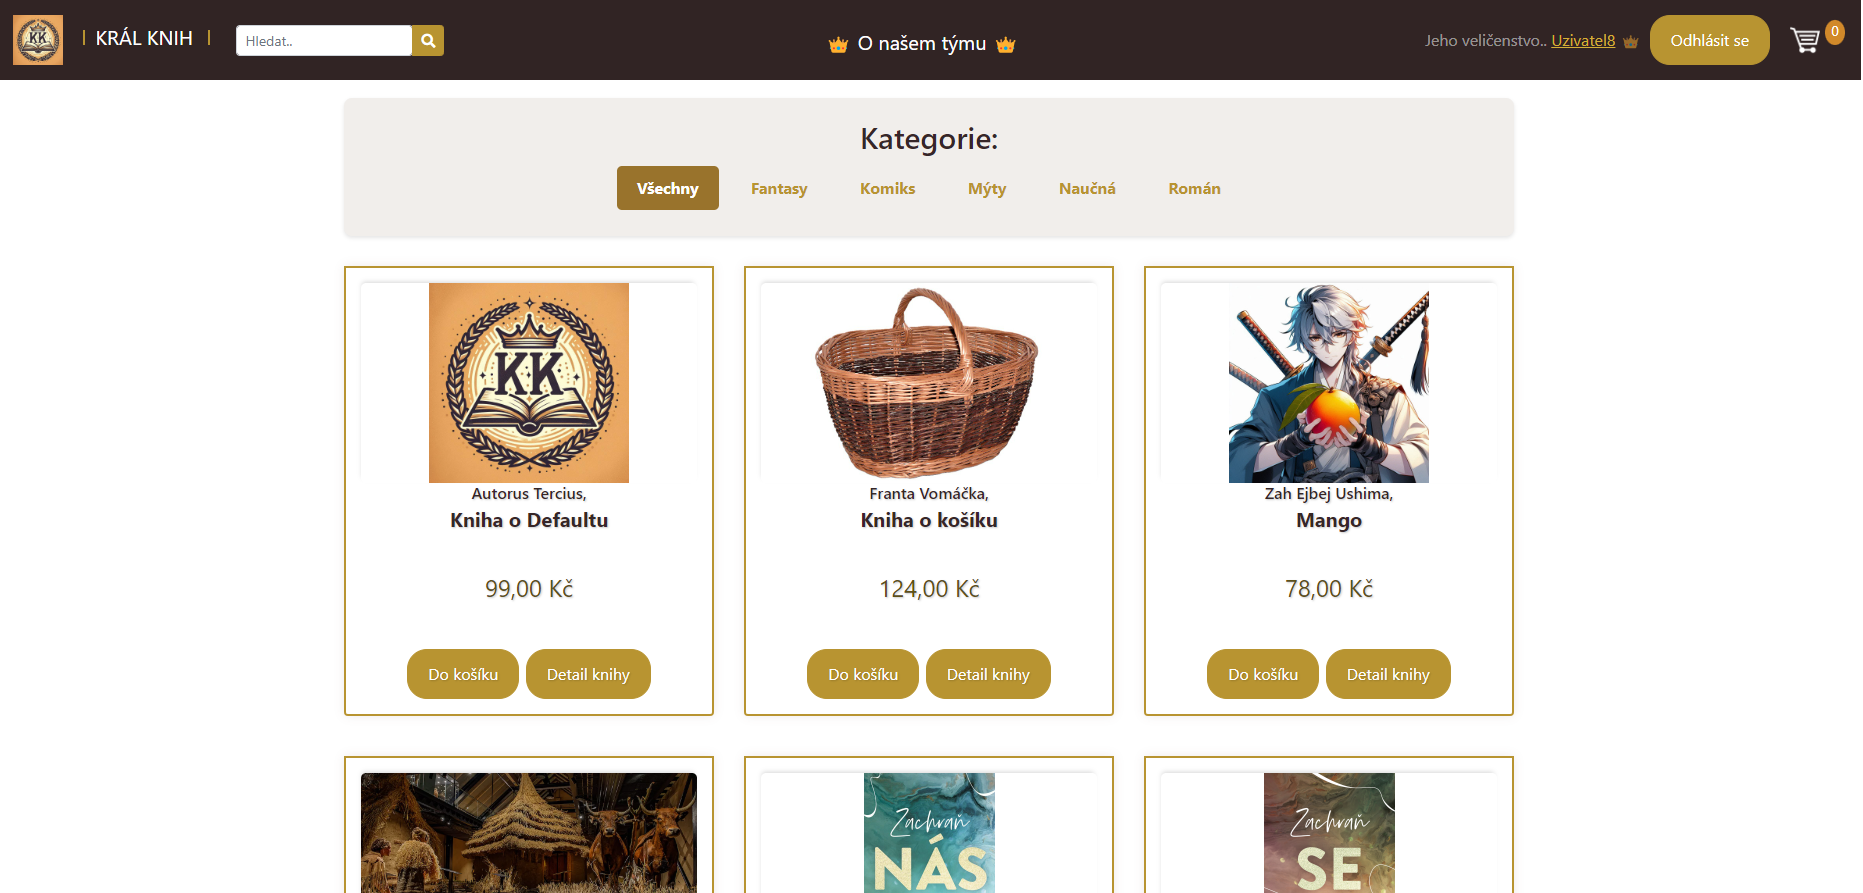 KK
KRÁL KNIH
Hledat..
O našem týmu
Jeho veličenstvo.. Uzivatel8
Odhlásit se
0
Kategorie:
Všechny
Fantasy
Komiks
Mýty
Naučná
Román
KK
Autorus Tercius,
Kniha o Defaultu
99,00 Kč
Do košíku
Detail knihy
Franta Vomáčka,
Kniha o košíku
124,00 Kč
Do košíku
Detail knihy
Zah Ejbej Ushima,
Mango
78,00 Kč
Do košíku
Detail knihy
Zachraň
NÁS
Zachraň
SE